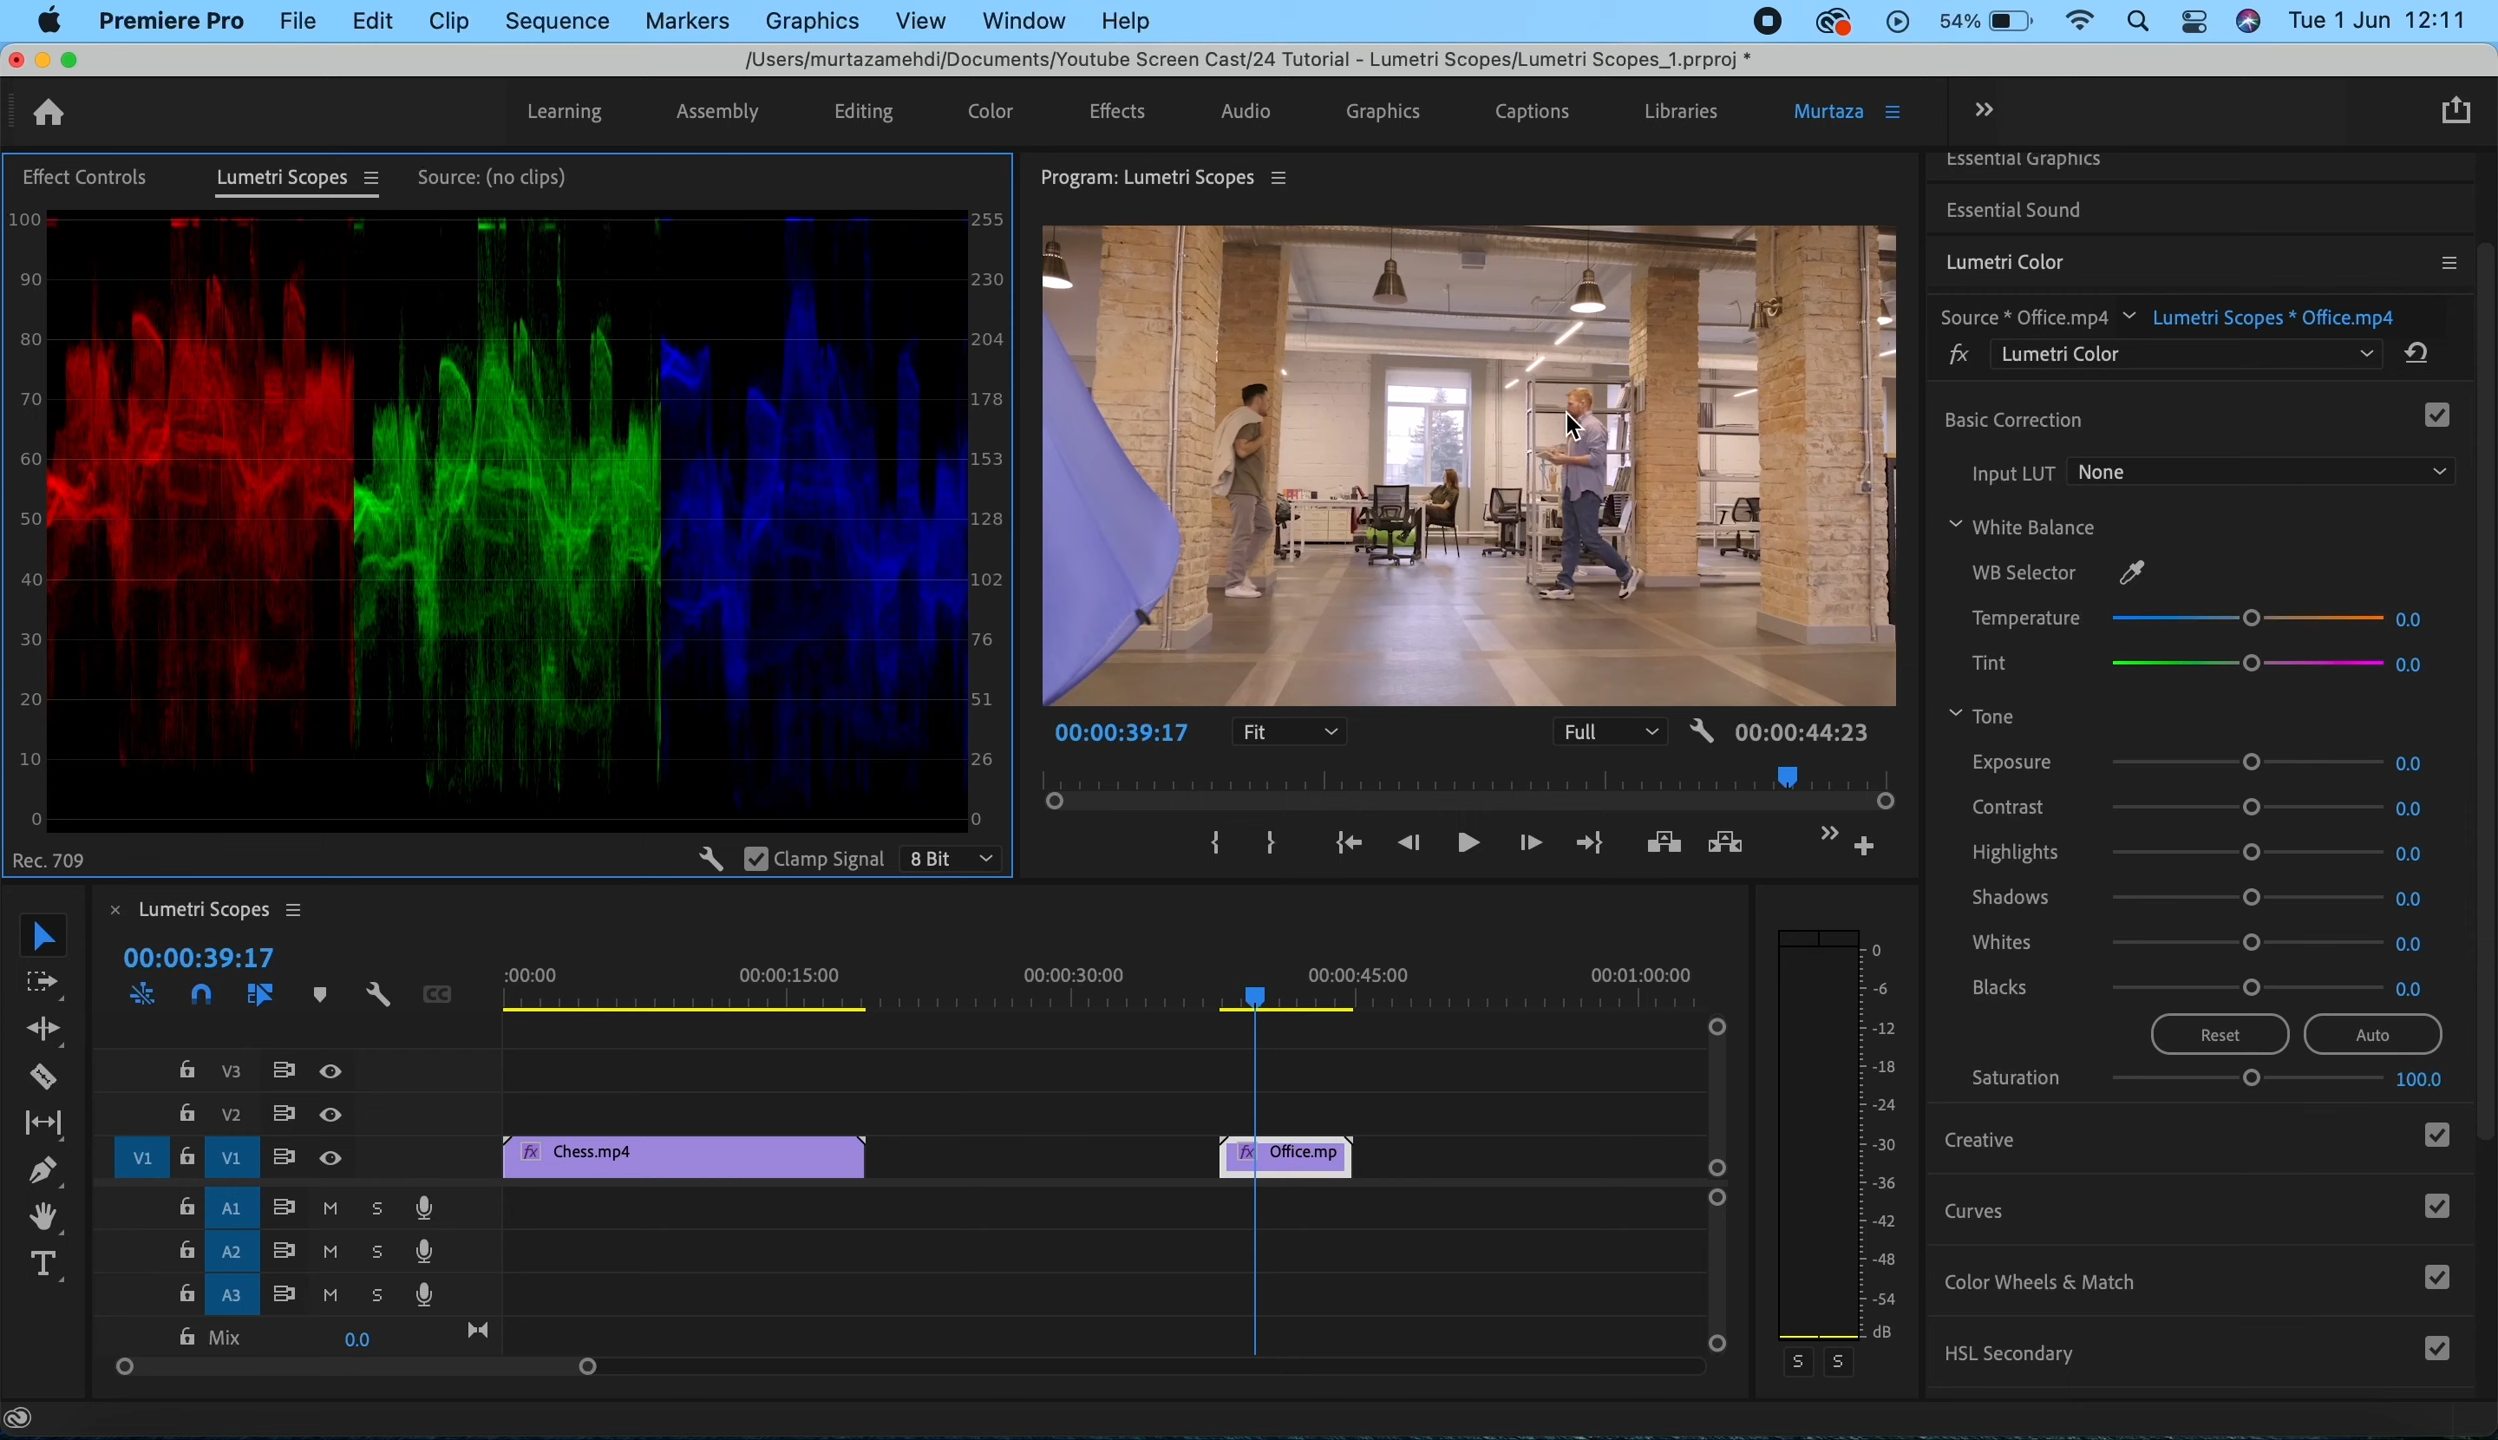 Premiere Pro File Edit Clip Sequence Markers Graphics View Window Help 54% Tue 1 Jun 12:11
/Users/murtazamehdi/Documents/Youtube Screen Cast/24 Tutorial - Lumetri Scopes/Lumetri Scopes_1.prproj *
Learning Assembly Editing Color Effects Audio Graphics Captions Libraries Murtaza
Effect Controls Lumetri Scopes Source: (no clips)
100 255
90 230
80 204
70 178
60 153
50 128
40 102
30 76
20 51
10 26
0 0
Rec. 709 Clamp Signal 8 Bit
Program: Lumetri Scopes
00:00:39:17 Fit Full 00:00:44:23
Essential Graphics
Essential Sound
Lumetri Color
Source * Office.mp4 Lumetri Scopes * Office.mp4
fx Lumetri Color
Basic Correction
Input LUT None
White Balance
WB Selector
Temperature 0.0
Tint 0.0
Tone
Exposure 0.0
Contrast 0.0
Highlights 0.0
Shadows 0.0
Whites 0.0
Blacks 0.0
Reset Auto
Saturation 100.0
Creative
Curves
Color Wheels & Match
HSL Secondary
× Lumetri Scopes
00:00:39:17
:00:00 00:00:15:00 00:00:30:00 00:00:45:00 00:01:00:00
CC
V3
V2
V1 V1 fx Chess.mp4 fx Office.mp
A1 M S
A2 M S
A3 M S
Mix 0.0
0
-6
-12
-18
-24
-30
-36
-42
-48
-54
dB
S S